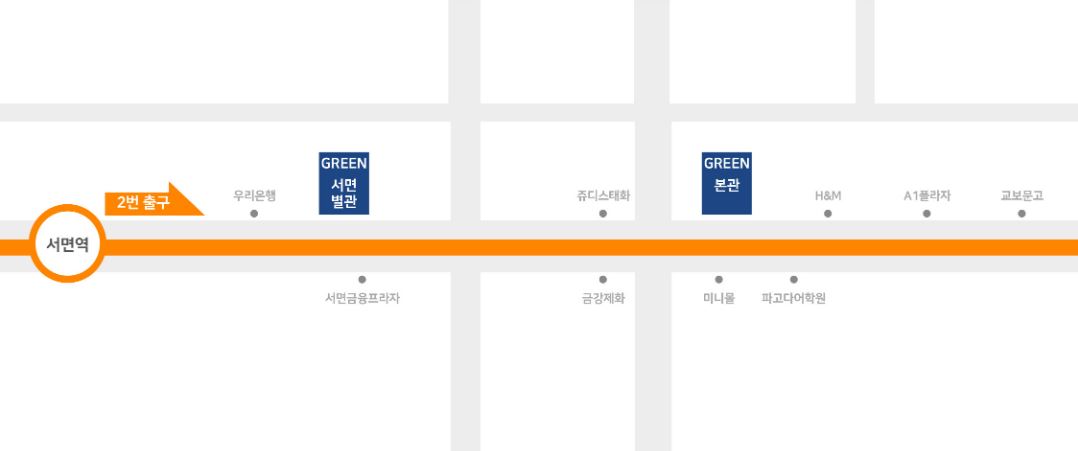 GREEN
서면
별관
GREEN
본관
2번 출구
우리은행
쥬디스태화
H&M
A1플라자
교보문고
서면역
서면금융프라자
금강제화
미니몰
파고다어학원